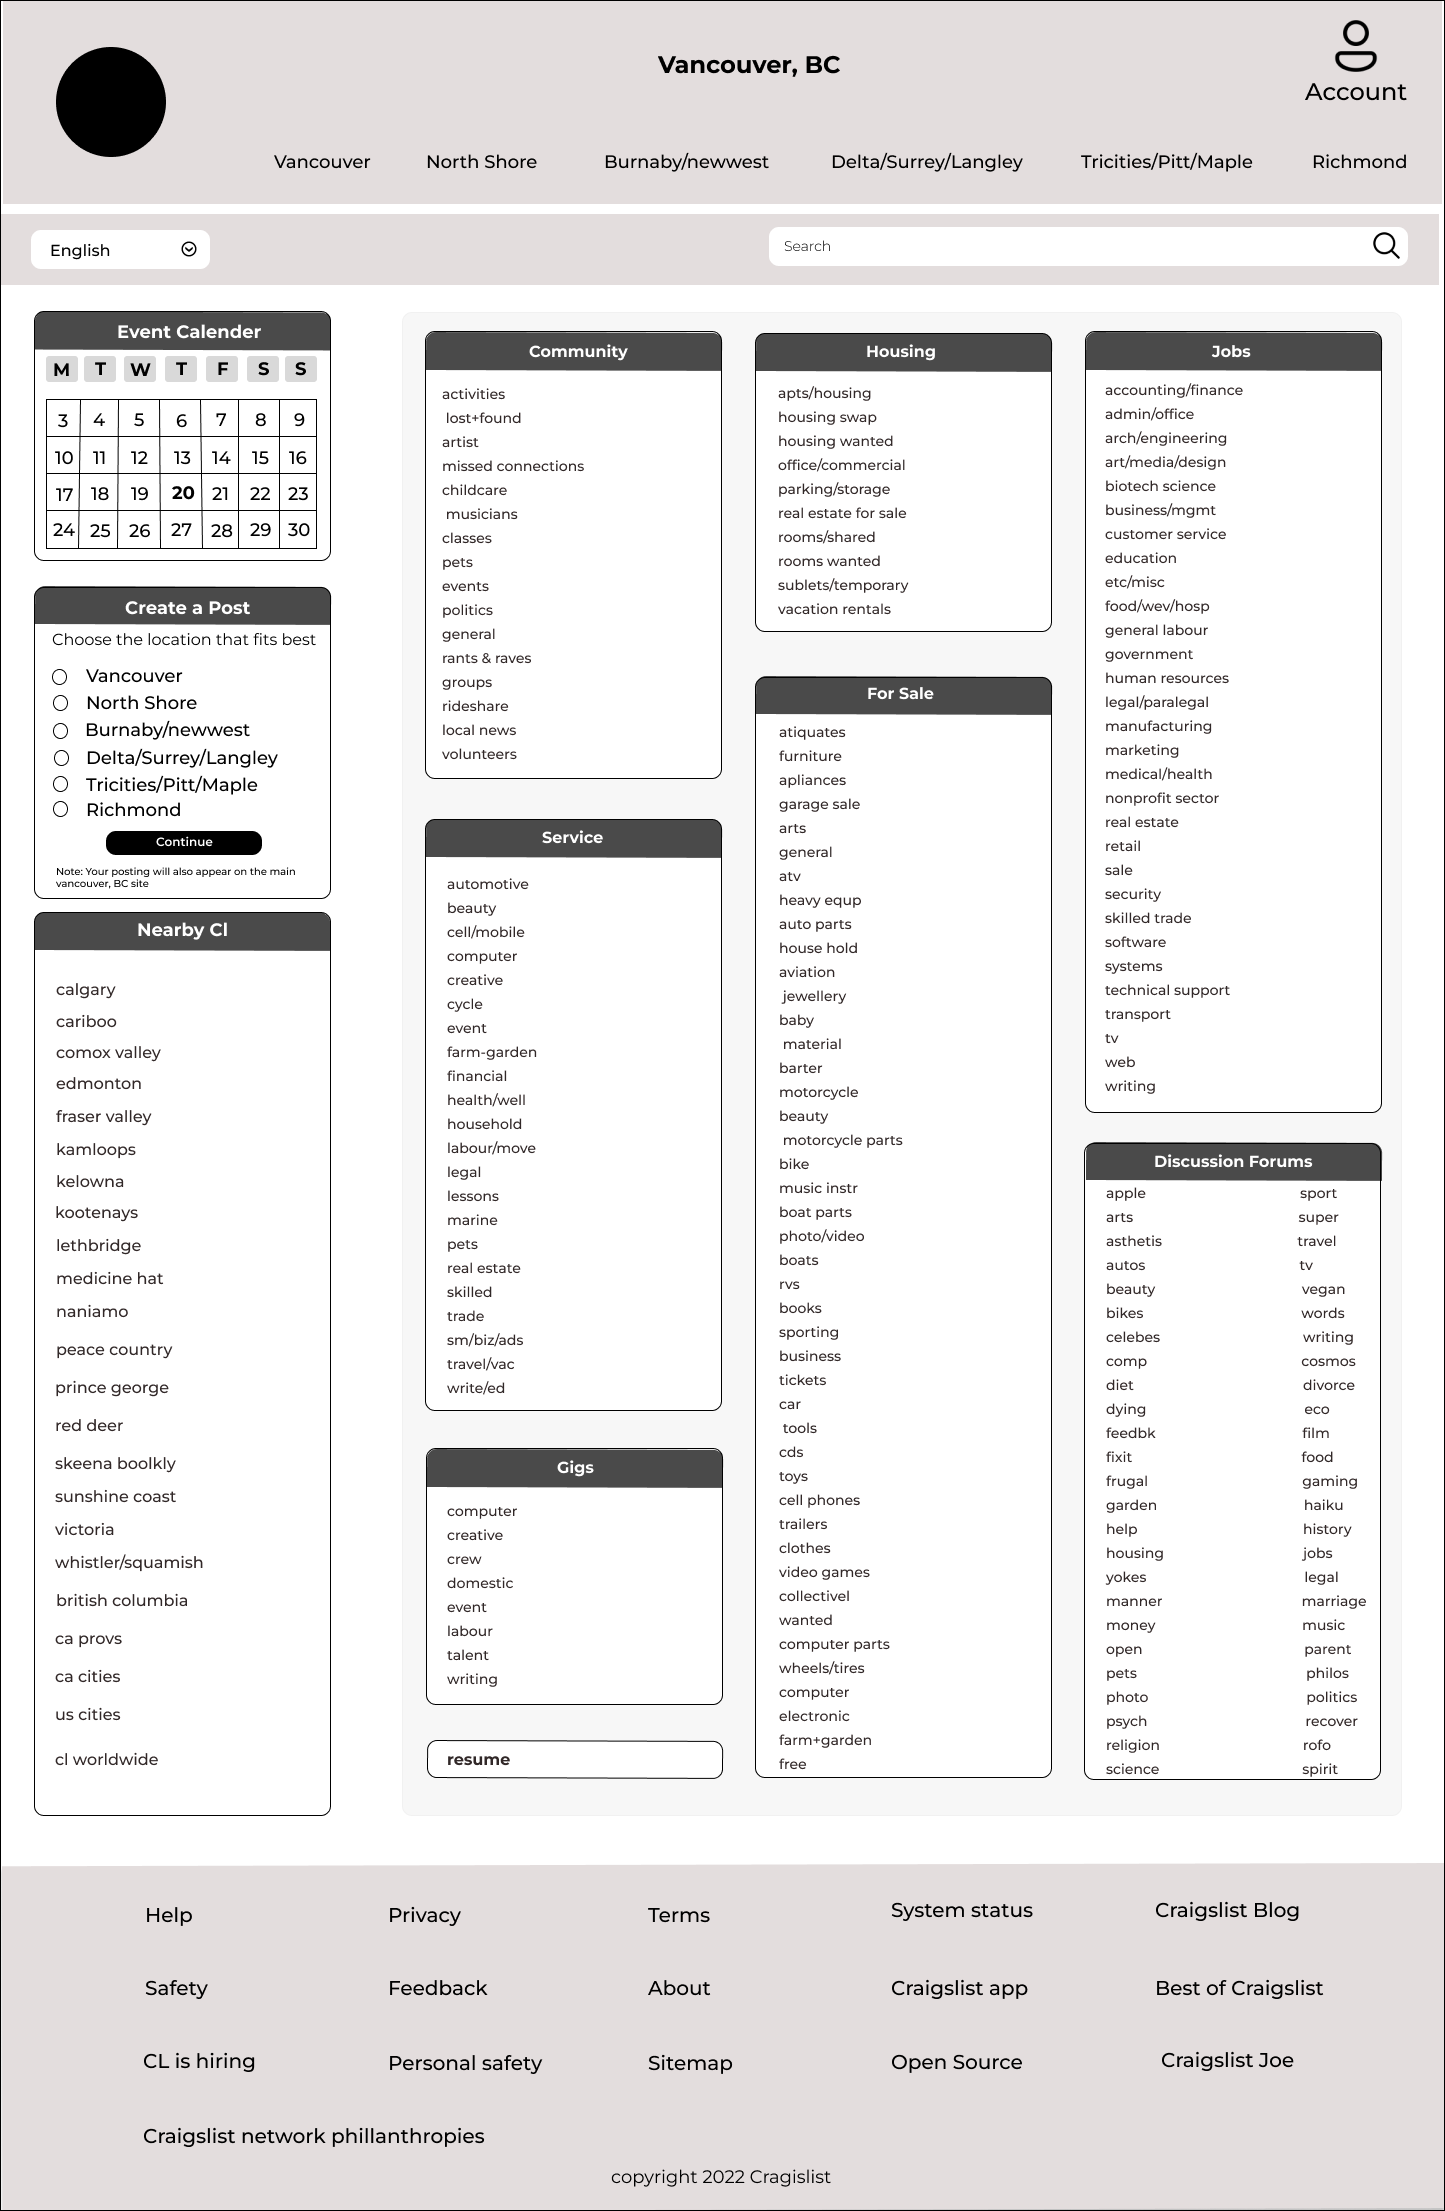 Vancouver, BC
Account
Vancouver North Shore Burnaby/newwest Delta/Surrey/Langley Tricities/Pitt/Maple Richmond
English
Search
Event Calender
M T W T F S S
3 4 5 6 7 8 9
10 11 12 13 14 15 16
17 18 19 20 21 22 23
24 25 26 27 28 29 30
Create a Post
Choose the location that fits best
Vancouver
North Shore
Burnaby/newwest
Delta/Surrey/Langley
Tricities/Pitt/Maple
Richmond
Continue
Note: Your posting will also appear on the main
vancouver, BC site
Nearby Cl
calgary
cariboo
comox valley
edmonton
fraser valley
kamloops
kelowna
kootenays
lethbridge
medicine hat
naniamo
peace country
prince george
red deer
skeena boolkly
sunshine coast
victoria
whistler/squamish
british columbia
ca provs
ca cities
us cities
cl worldwide
Community
activities
lost+found
artist
missed connections
childcare
musicians
classes
pets
events
politics
general
rants & raves
groups
rideshare
local news
volunteers
Service
automotive
beauty
cell/mobile
computer
creative
cycle
event
farm-garden
financial
health/well
household
labour/move
legal
lessons
marine
pets
real estate
skilled
trade
sm/biz/ads
travel/vac
write/ed
Gigs
computer
creative
crew
domestic
event
labour
talent
writing
resume
Housing
apts/housing
housing swap
housing wanted
office/commercial
parking/storage
real estate for sale
rooms/shared
rooms wanted
sublets/temporary
vacation rentals
For Sale
atiquates
furniture
apliances
garage sale
arts
general
atv
heavy equp
auto parts
house hold
aviation
jewellery
baby
material
barter
motorcycle
beauty
motorcycle parts
bike
music instr
boat parts
photo/video
boats
rvs
books
sporting
business
tickets
car
tools
cds
toys
cell phones
trailers
clothes
video games
collectivel
wanted
computer parts
wheels/tires
computer
electronic
farm+garden
free
Jobs
accounting/finance
admin/office
arch/engineering
art/media/design
biotech science
business/mgmt
customer service
education
etc/misc
food/wev/hosp
general labour
government
human resources
legal/paralegal
manufacturing
marketing
medical/health
nonprofit sector
real estate
retail
sale
security
skilled trade
software
systems
technical support
transport
tv
web
writing
Discussion Forums
apple sport
arts super
asthetis travel
autos tv
beauty vegan
bikes words
celebes writing
comp cosmos
diet divorce
dying eco
feedbk film
fixit food
frugal gaming
garden haiku
help history
housing jobs
yokes legal
manner marriage
money music
open parent
pets philos
photo politics
psych recover
religion rofo
science spirit
Help Privacy Terms System status Craigslist Blog
Safety Feedback About Craigslist app Best of Craigslist
CL is hiring Personal safety Sitemap Open Source Craigslist Joe
Craigslist network phillanthropies
copyright 2022 Cragislist